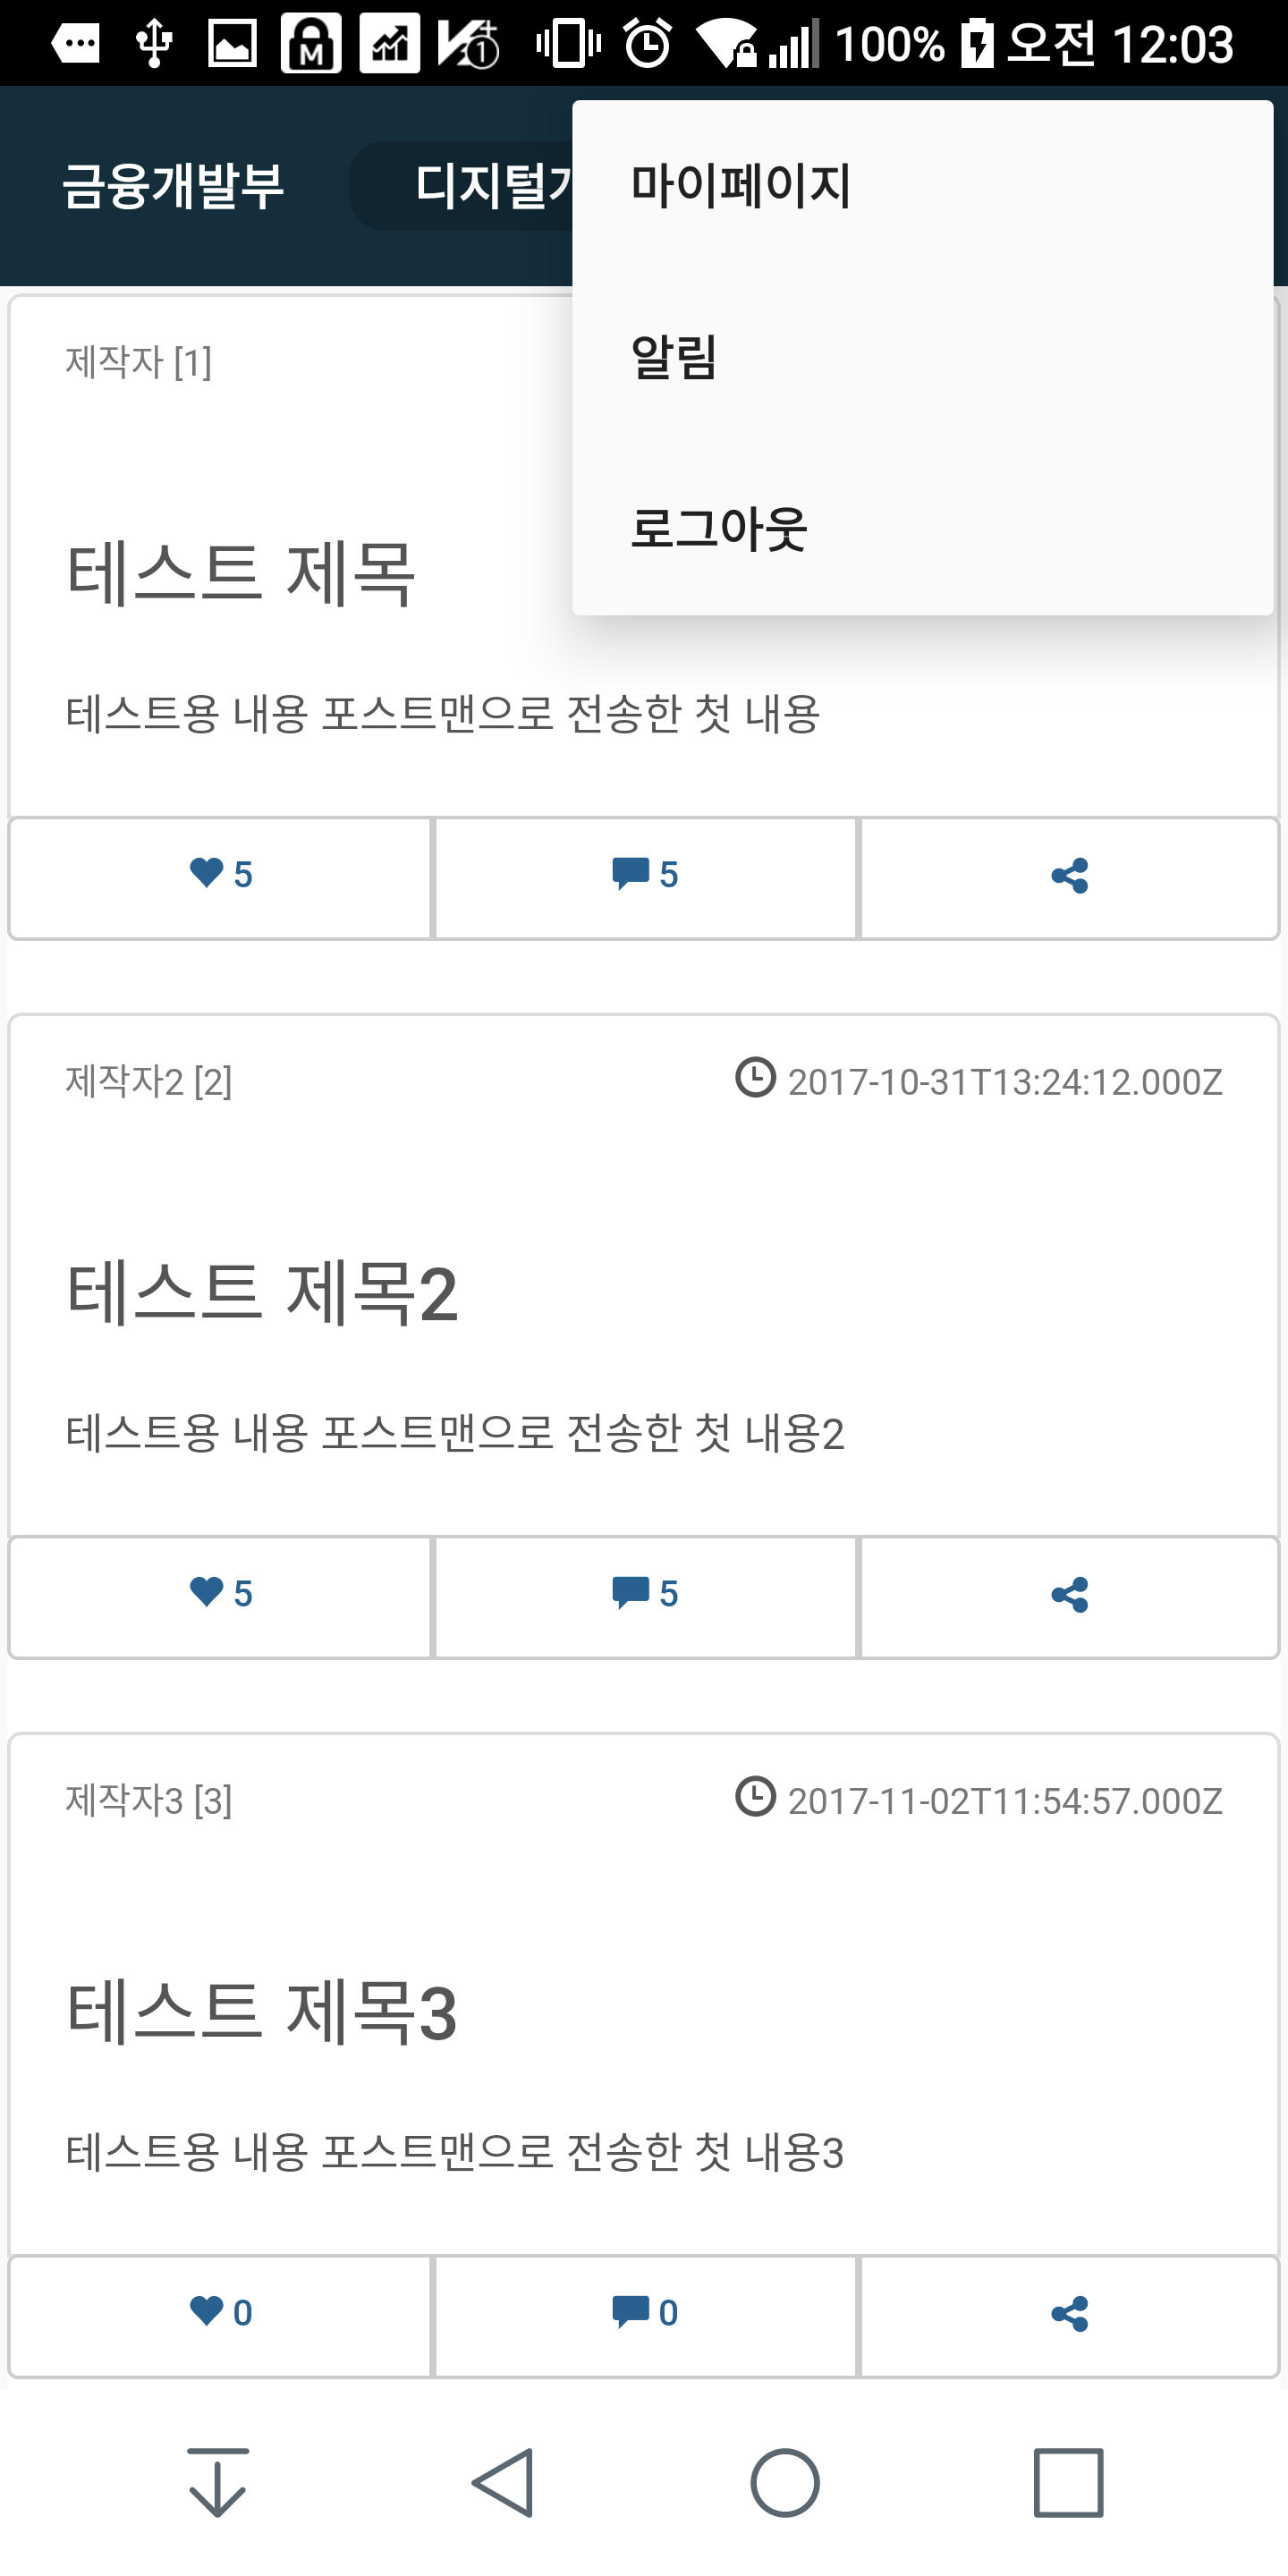 100% 오전 12:03
금융개발부
디지털
마이페이지
알림
로그아웃
제작자 [1]
테스트 제목
테스트용 내용 포스트맨으로 전송한 첫 내용
5
5
제작자2 [2]
2017-10-31T13:24:12.000Z
테스트 제목2
테스트용 내용 포스트맨으로 전송한 첫 내용2
5
5
제작자3 [3]
2017-11-02T11:54:57.000Z
테스트 제목3
테스트용 내용 포스트맨으로 전송한 첫 내용3
0
0